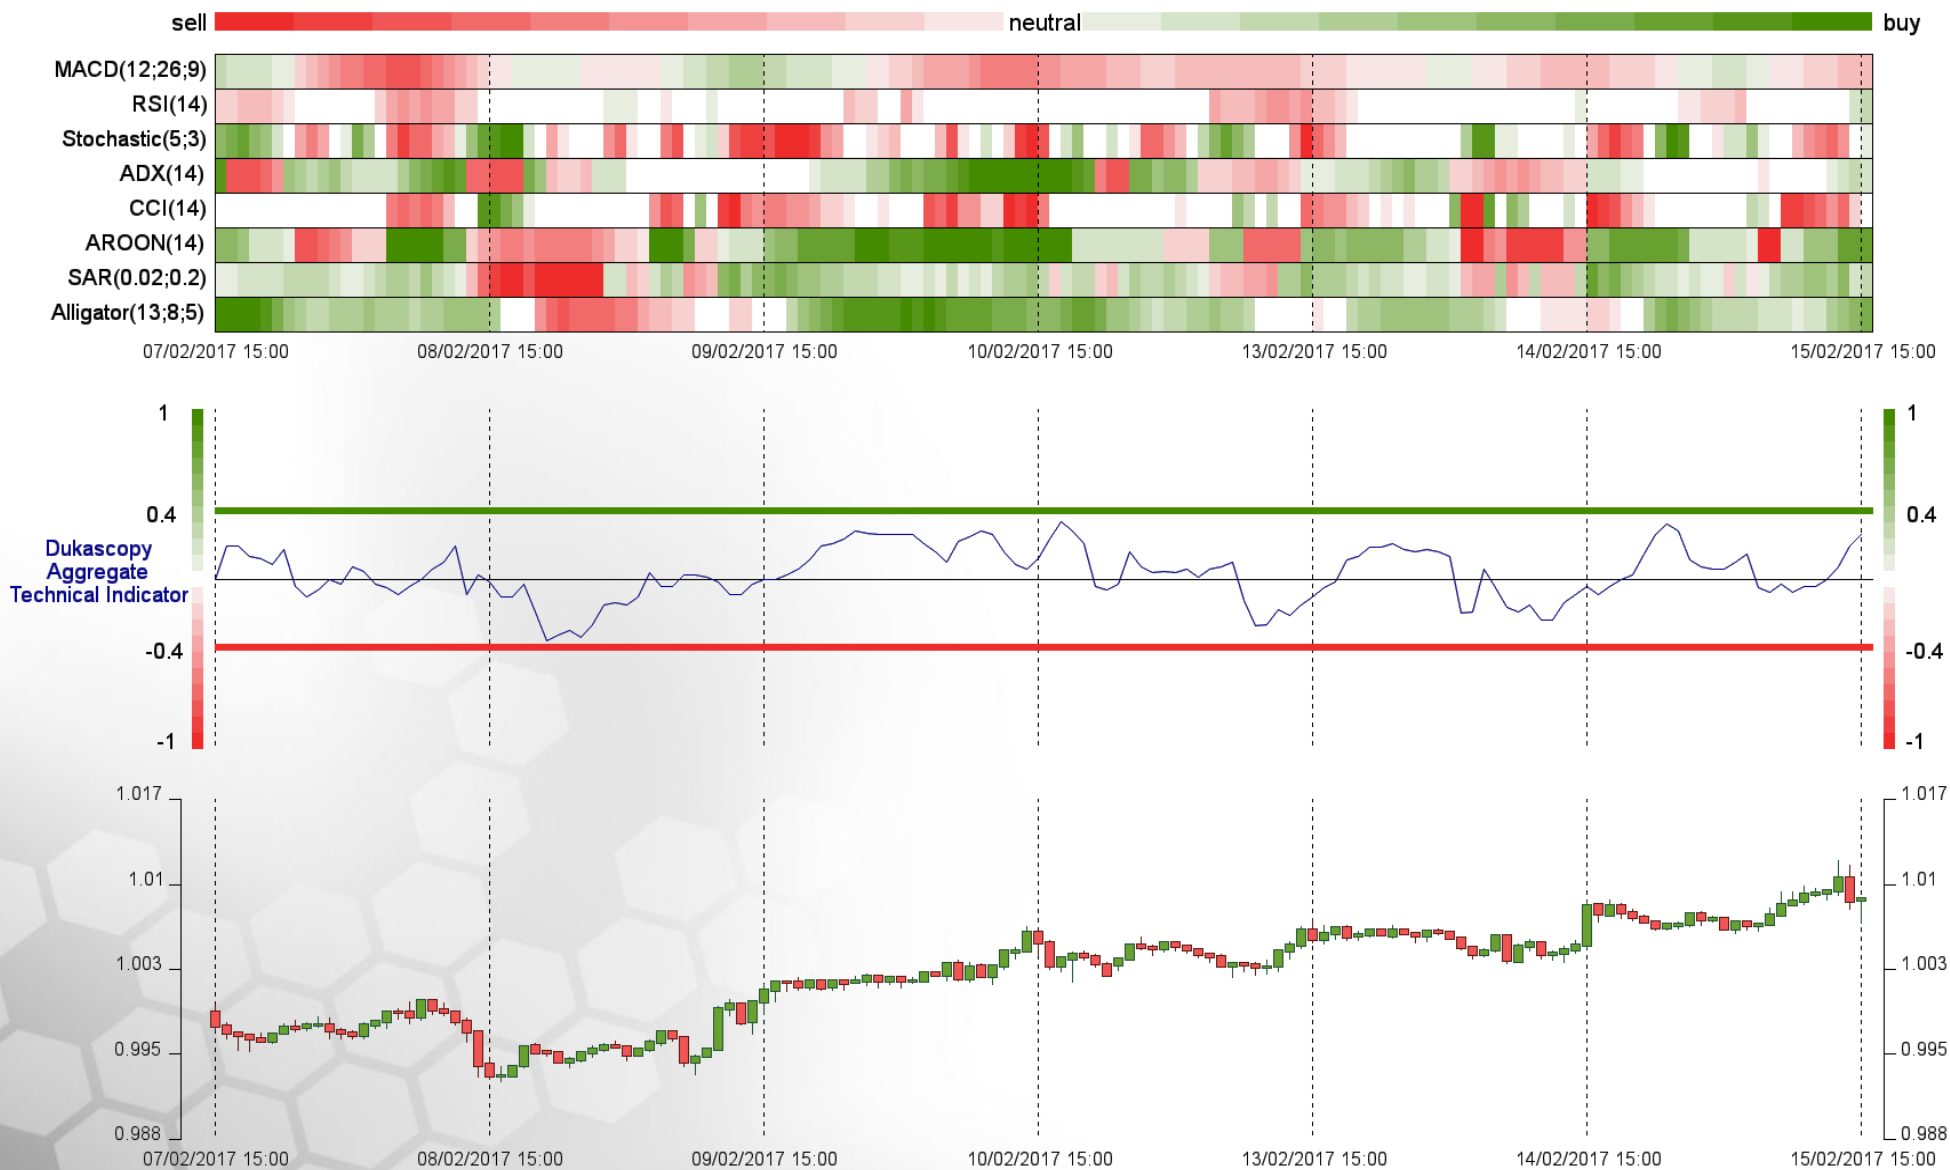 sell neutral buy
MACD(12;26;9)
RSI(14)
Stochastic(5;3)
ADX(14)
CCI(14)
AROON(14)
SAR(0.02;0.2)
Alligator(13;8;5)
07/02/2017 15:00 08/02/2017 15:00 09/02/2017 15:00 10/02/2017 15:00 13/02/2017 15:00 14/02/2017 15:00 15/02/2017 15:00
1 1
0.4 0.4
Dukascopy
Aggregate
Technical Indicator
-0.4 -0.4
-1 -1
1.017 1.017
1.01 1.01
1.003 1.003
0.995 0.995
0.988 0.988
07/02/2017 15:00 08/02/2017 15:00 09/02/2017 15:00 10/02/2017 15:00 13/02/2017 15:00 14/02/2017 15:00 15/02/2017 15:00